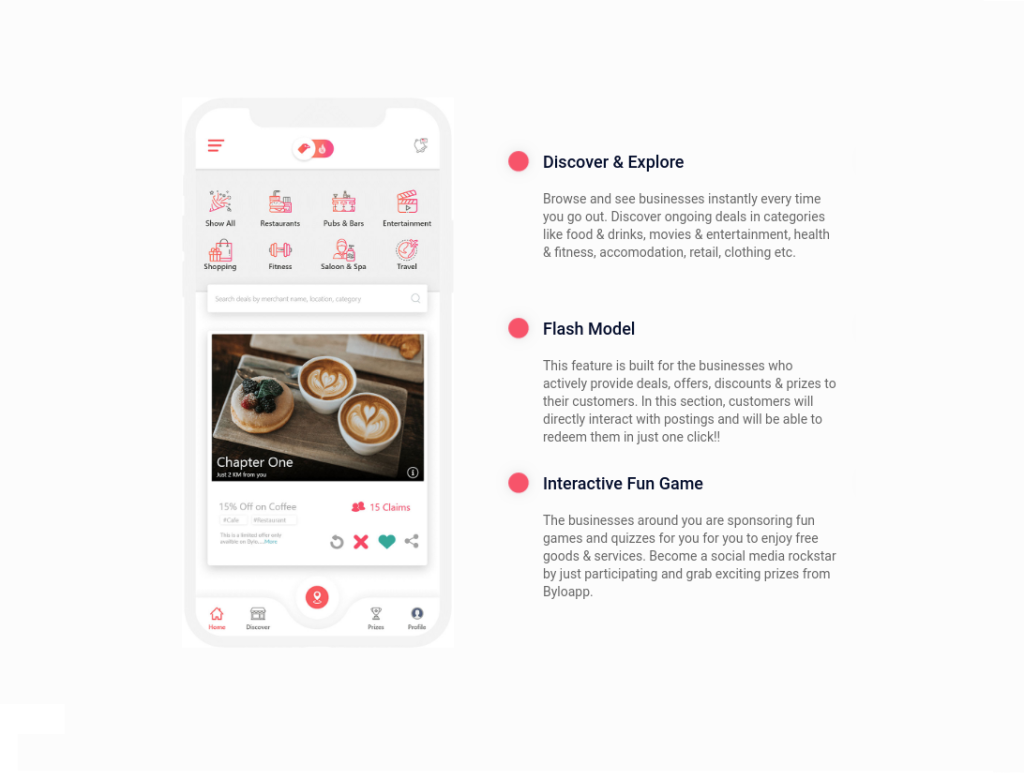 Show All
Restaurants
Pubs & Bars
Entertainment
Shopping
Fitness
Saloon & Spa
Travel
Search deals by merchant name, location, category
Chapter One
Just 2 KM from you
15% Off on Coffee
15 Claims
#Cafe
#Restaurant
This is a limited offer only
availble on Bylo....More
Home
Discover
Prizes
Profile
Discover & Explore
Browse and see businesses instantly every time
you go out. Discover ongoing deals in categories
like food & drinks, movies & entertainment, health
& fitness, accomodation, retail, clothing etc.
Flash Model
This feature is built for the businesses who
actively provide deals, offers, discounts & prizes to
their customers. In this section, customers will
directly interact with postings and will be able to
redeem them in just one click!!
Interactive Fun Game
The businesses around you are sponsoring fun
games and quizzes for you for you to enjoy free
goods & services. Become a social media rockstar
by just participating and grab exciting prizes from
Byloapp.